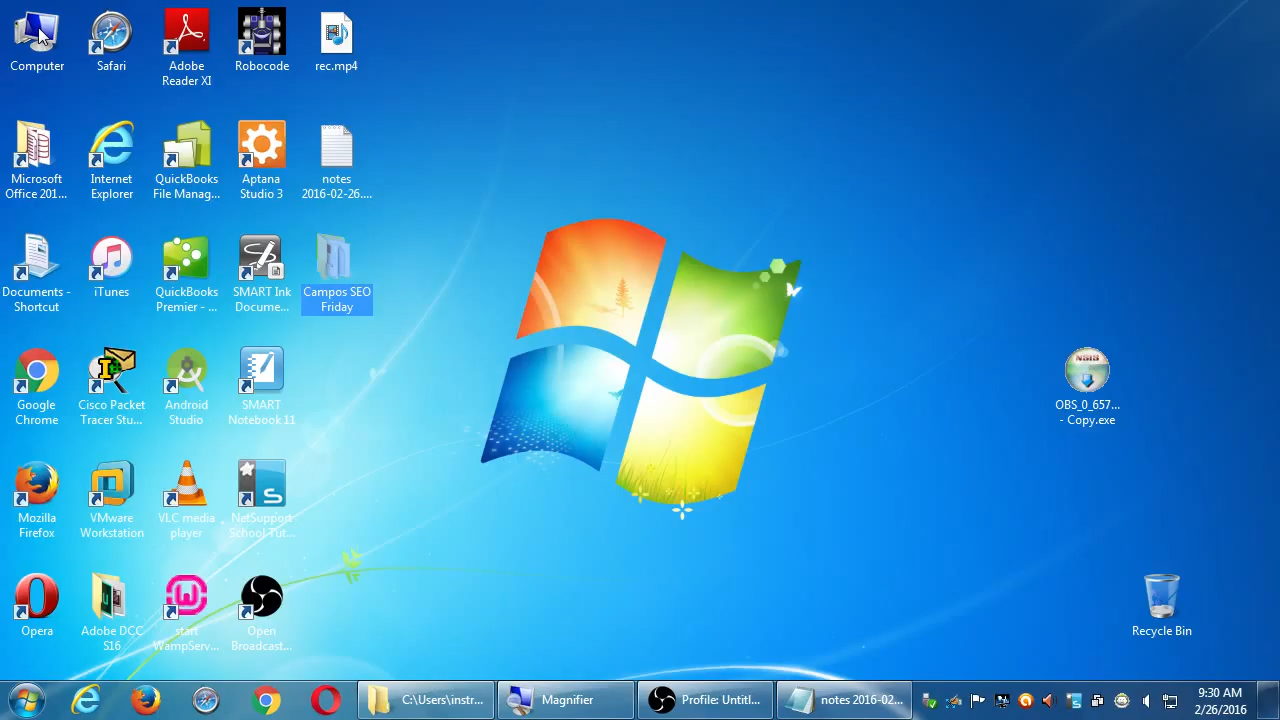 Computer
Safari
Adobe
Reader XI
Robocode
rec.mp4
Microsoft
Office 201...
Internet
Explorer
QuickBooks
File Manag...
Aptana
Studio 3
notes
2016-02-26....
Documents -
Shortcut
iTunes
QuickBooks
Premier - ...
SMART Ink
Docume...
Campos SEO
Friday
Google
Chrome
Cisco Packet
Tracer Stu...
Android
Studio
SMART
Notebook 11
NSIS
OBS_0_657...
- Copy.exe
Mozilla
Firefox
VMware
Workstation
VLC media
player
NetSupport
School Tut...
Opera
Adobe DCC
S16
start
WampServ...
Open
Broadcast...
Recycle Bin
C:\Users\instr...
Magnifier
Profile: Untitl...
notes 2016-02...
9:30 AM
2/26/2016